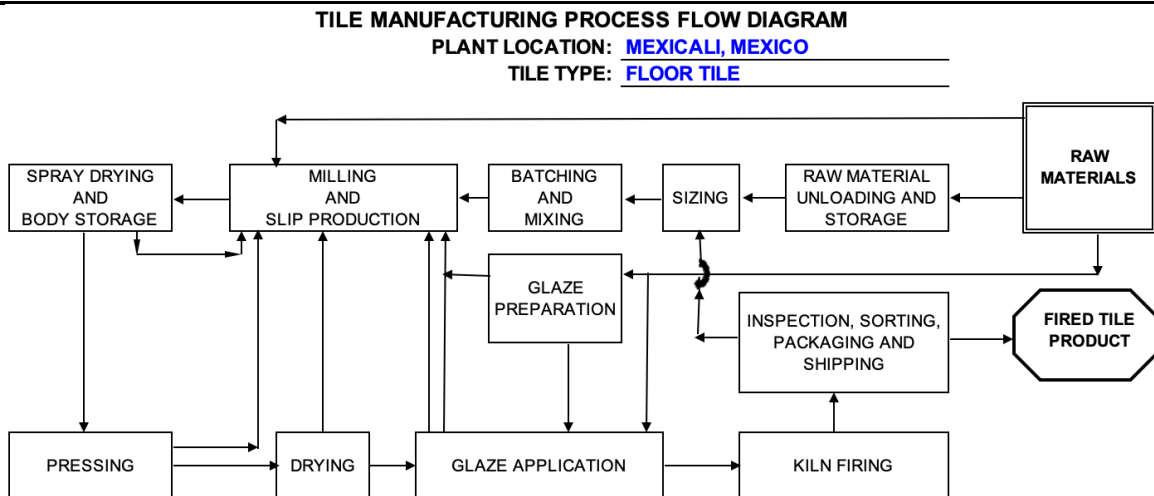 TILE MANUFACTURING PROCESS FLOW DIAGRAM
PLANT LOCATION: MEXICALI, MEXICO
TILE TYPE: FLOOR TILE
RAW
MATERIALS
SPRAY DRYING
AND
BODY STORAGE
MILLING
AND
SLIP PRODUCTION
BATCHING
AND
MIXING
SIZING
RAW MATERIAL
UNLOADING AND
STORAGE
GLAZE
PREPARATION
INSPECTION, SORTING,
PACKAGING AND
SHIPPING
FIRED TILE
PRODUCT
PRESSING
DRYING
GLAZE APPLICATION
KILN FIRING